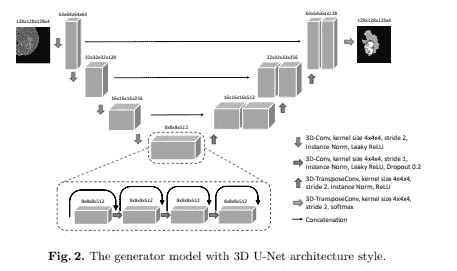 64x64x64x64
64x64x64x128
128x128x128x4
128x128x128x4
32x32x32x128
32x32x32x256
16x16x16x256
16x16x16x512
8x8x8x512
8x8x8x512
8x8x8x512
8x8x8x512
8x8x8x512
3D-Conv, kernel size 4x4x4, stride 2,
instance Norm, Leaky ReLU
3D-Conv, kernel size 4x4x4, stride 1,
instance Norm, Leaky ReLU, Dropout 0.2
3D-TransposeConv, kernel size 4x4x4,
stride 2, instance Norm, ReLU
3D-TransposeConv, kernel size 4x4x4,
stride 2, softmax
Concatenation
Fig. 2. The generator model with 3D U-Net architecture style.